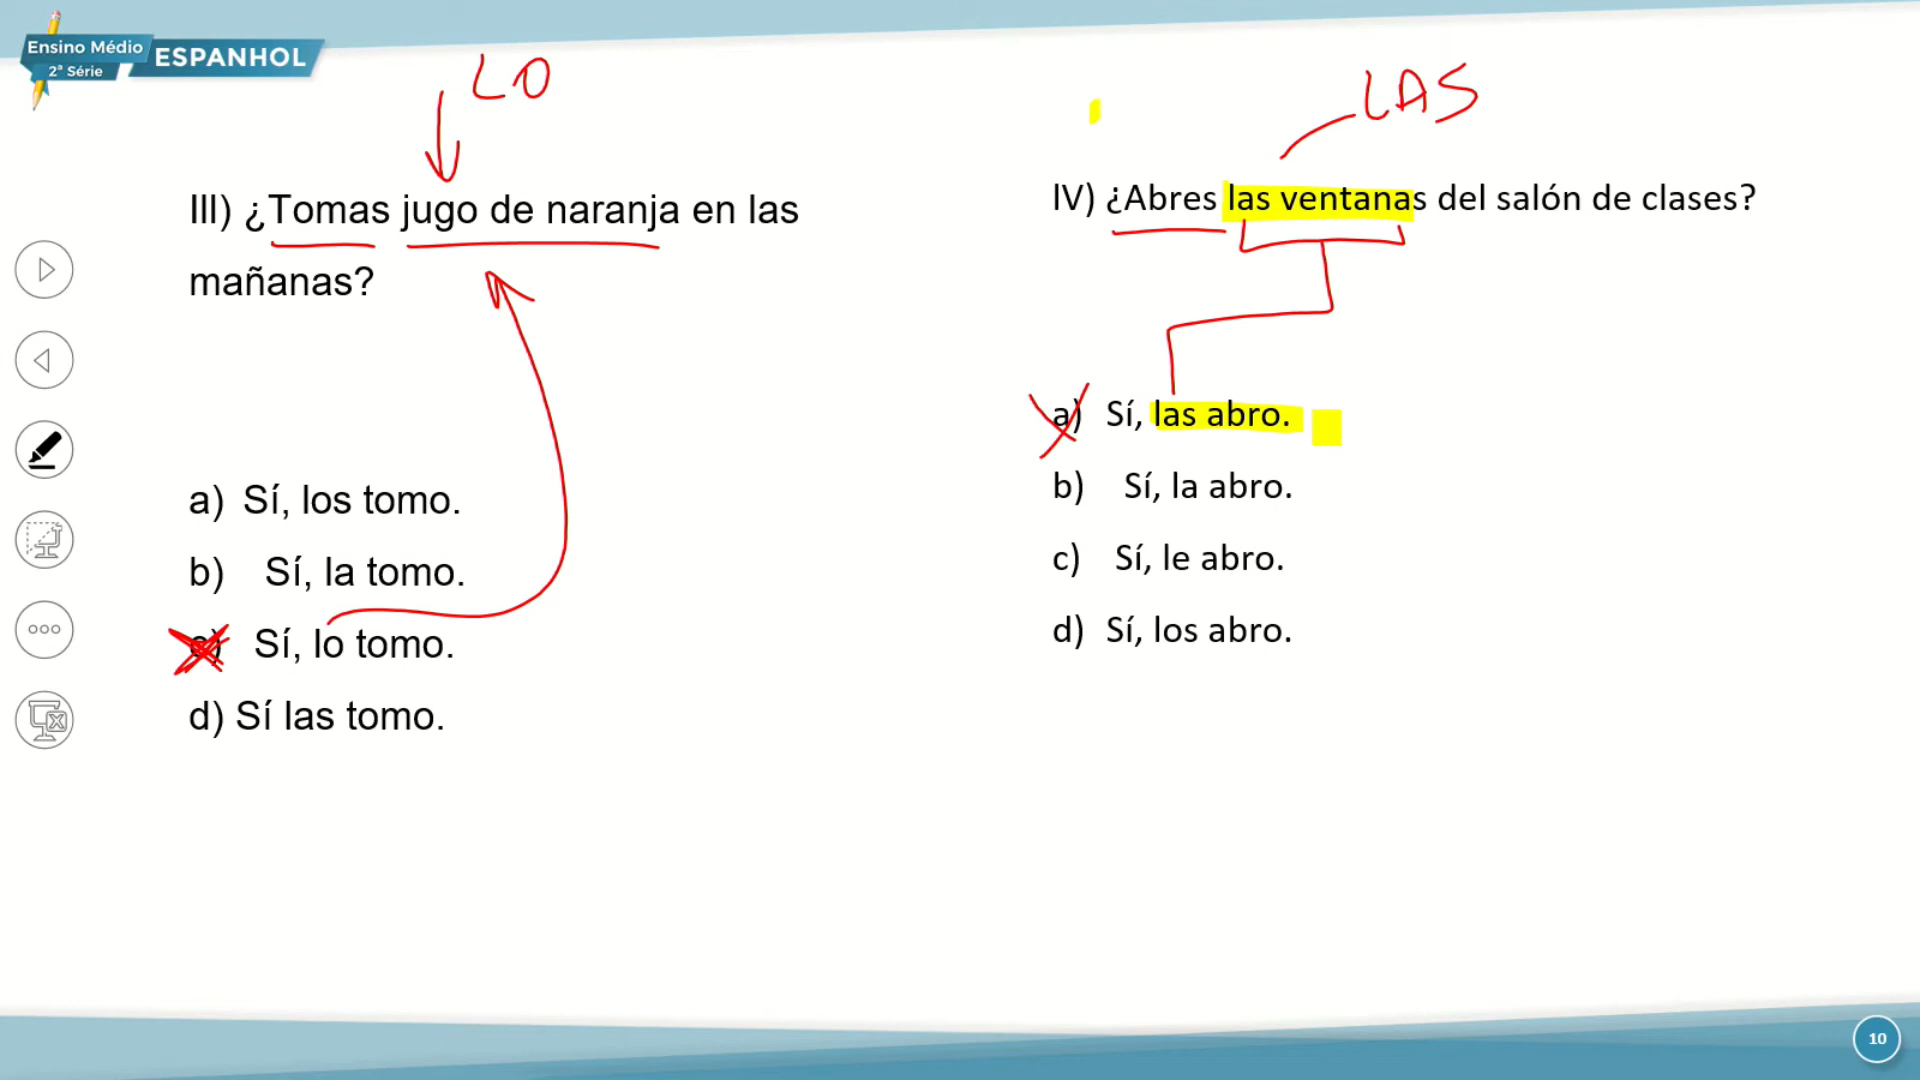 Ensino Médio
2ª Série
ESPANHOL
LO
III) ¿Tomas jugo de naranja en las
mañanas?
a) Sí, los tomo.
b) Sí, la tomo.
c) Sí, lo tomo.
d) Sí las tomo.
LAS
IV) ¿Abres las ventanas del salón de clases?
a) Sí, las abro.
b) Sí, la abro.
c) Sí, le abro.
d) Sí, los abro.
10